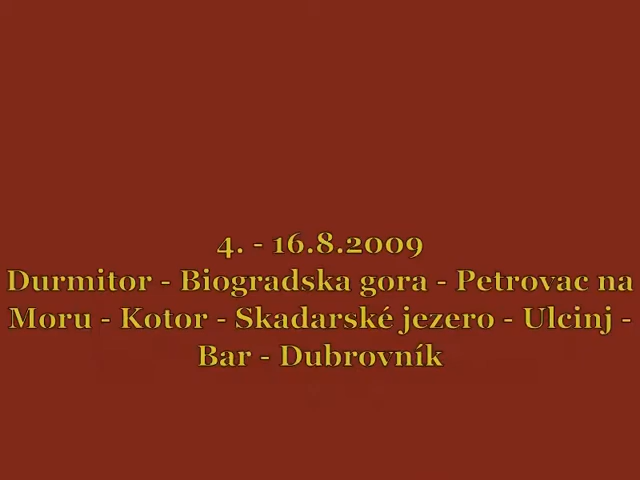 4. - 16.8.2009
Durmitor - Biogradska gora - Petrovac na
Moru - Kotor - Skadarské jezero - Ulcinj -
Bar - Dubrovník